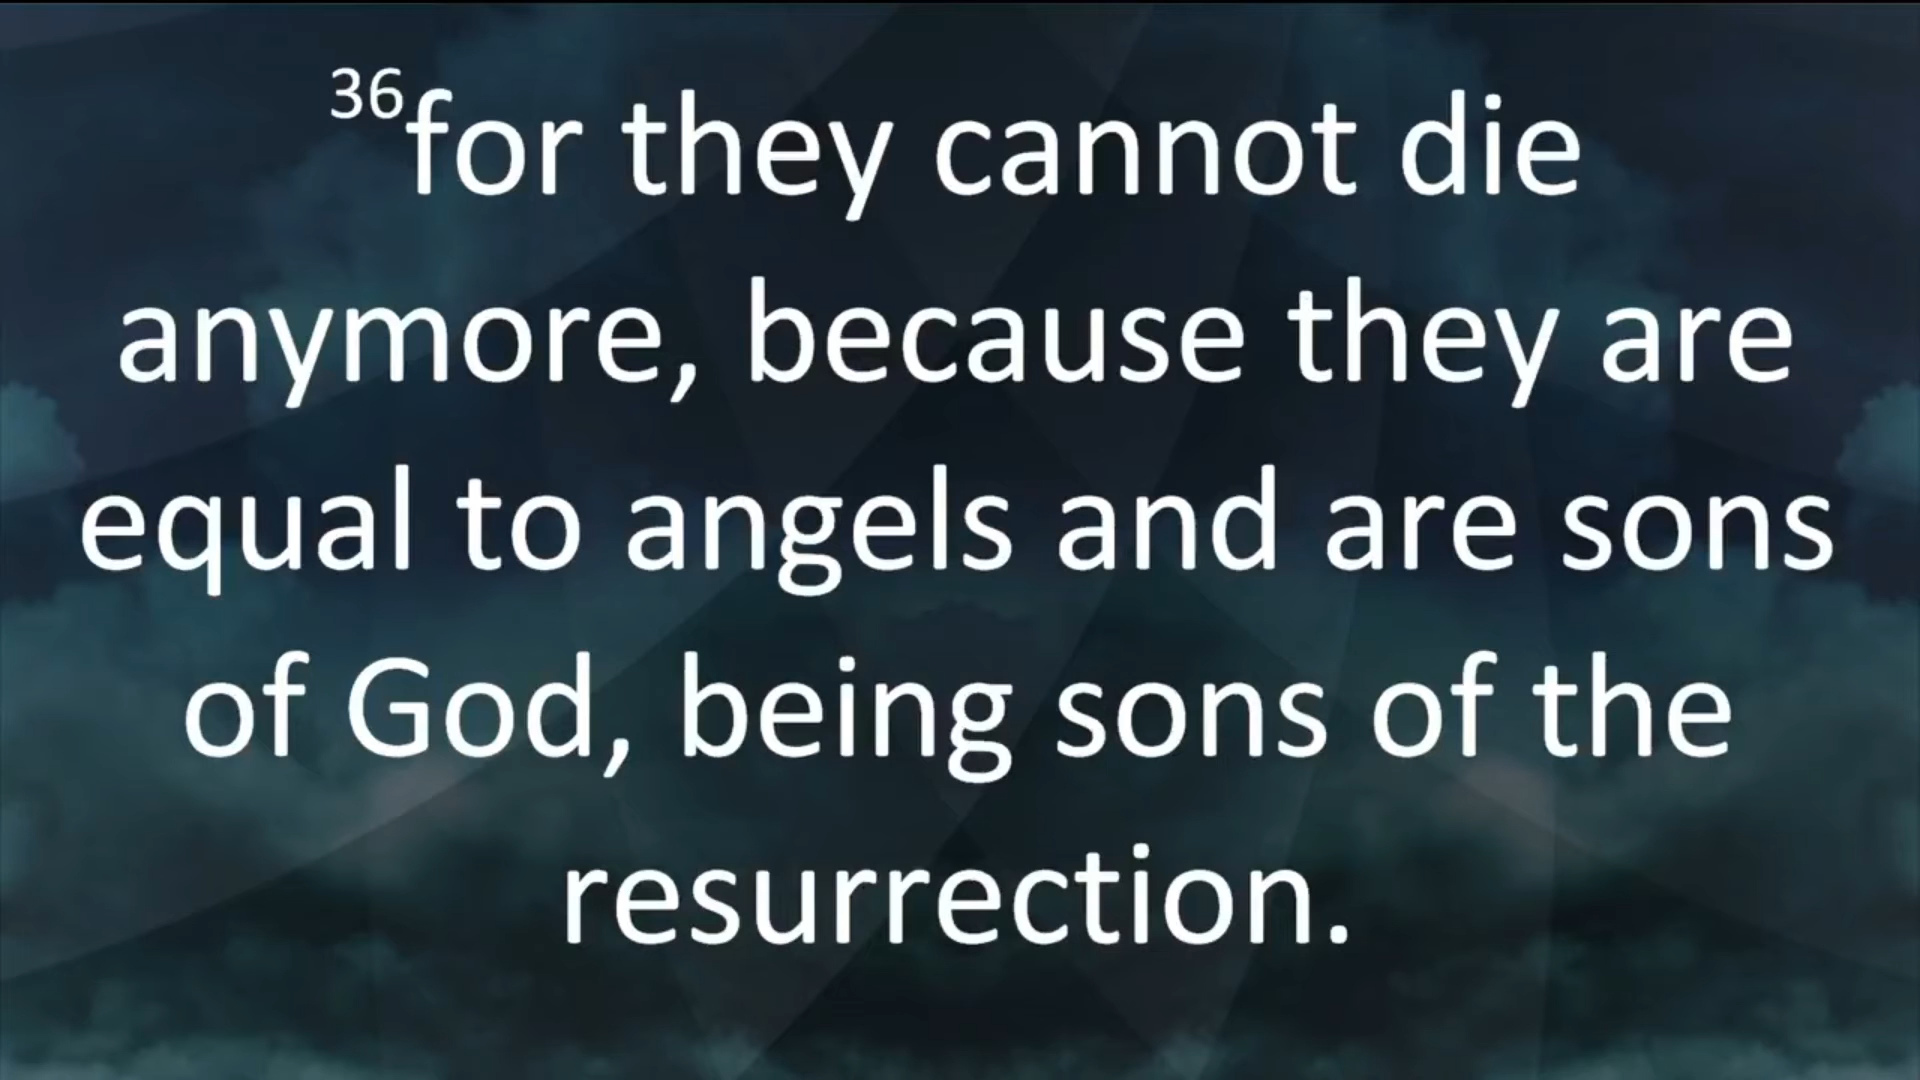 36for they cannot die
anymore, because they are
equal to angels and are sons
of God, being sons of the
resurrection.